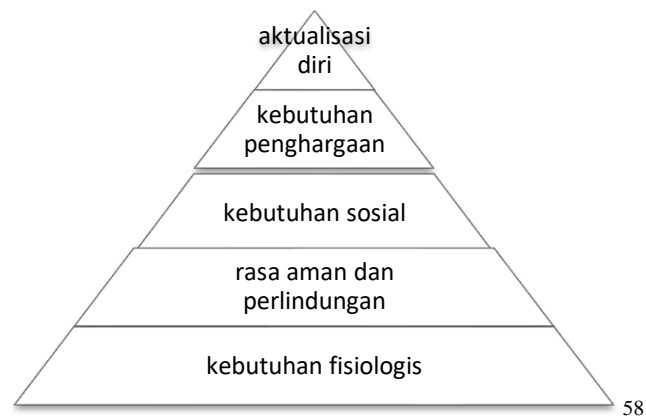 aktualisasi
diri
kebutuhan
penghargaan
kebutuhan sosial
rasa aman dan
perlindungan
kebutuhan fisiologis
58